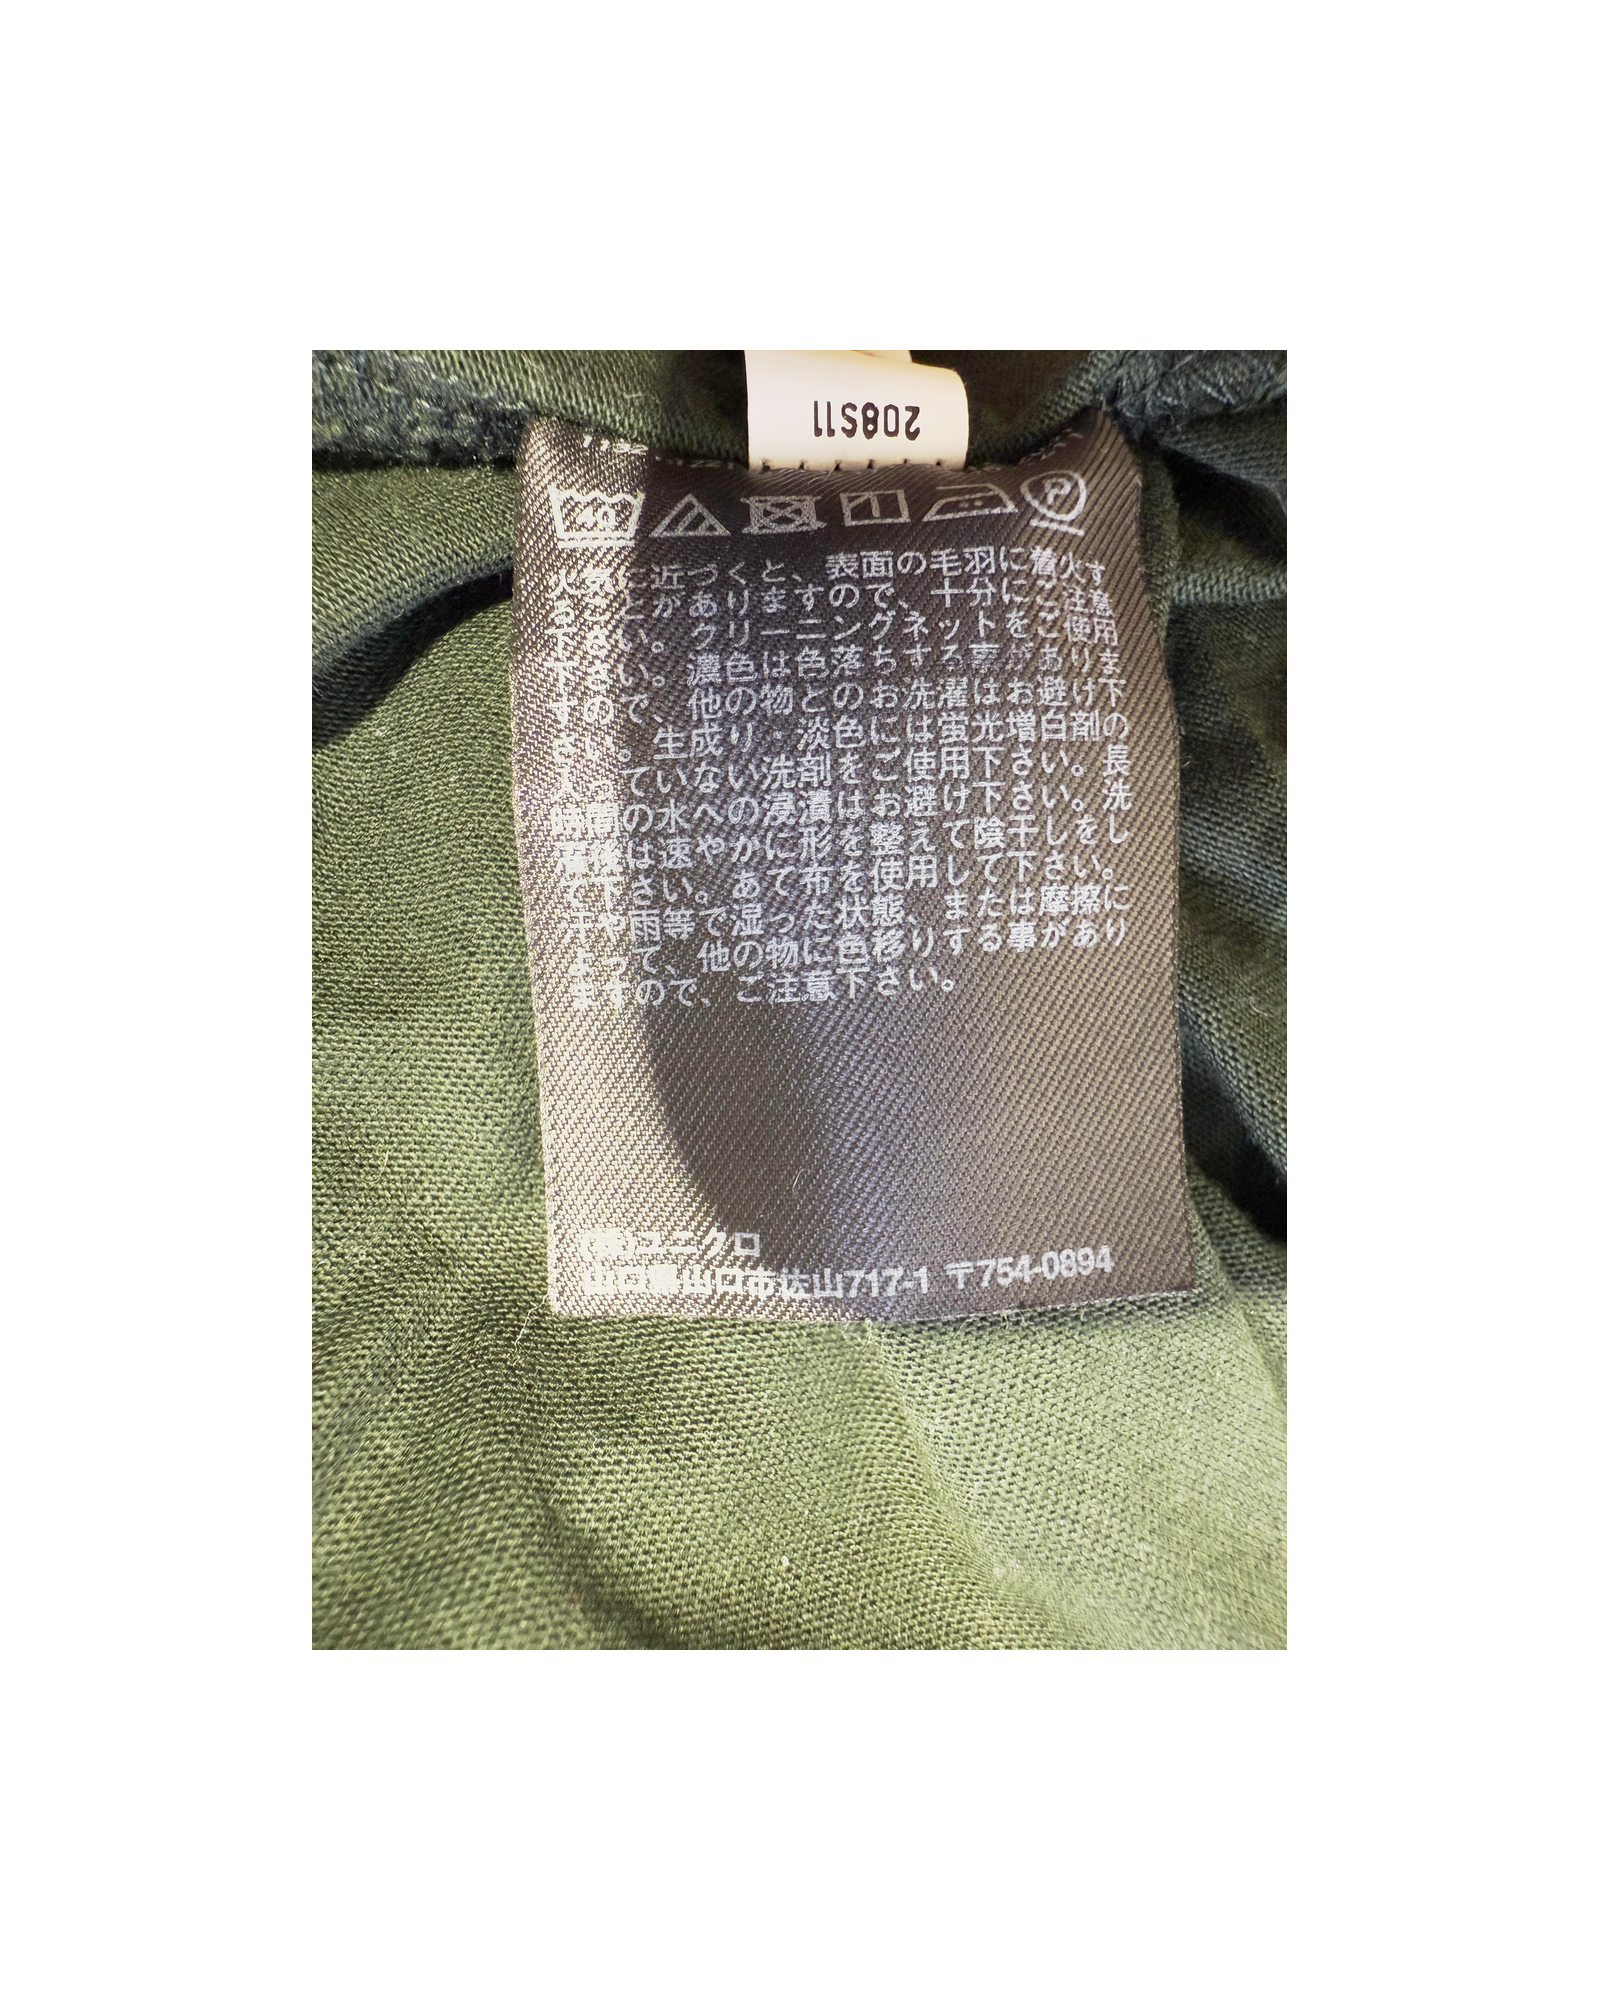 208S11
40
P
火気に近づくと、表面の毛羽に着火す
る事がありますので、十分にご注意
下さい。クリーニングネットをご使用
下さい。濃色は色落ちする事がありま
すので、他の物とのお洗濯はお避け下
さい。生成り・淡色には蛍光増白剤の
入っていない洗剤をご使用下さい。長
時間の水への浸漬はお避け下さい。洗
濯後は速やかに形を整えて陰干しをし
て下さい。あて布を使用して下さい。
汗や雨等で湿った状態、または摩擦に
よって、他の物に色移りする事があり
ますので、ご注意下さい。
(株)ユニクロ
山口県山口市佐山717-1 〒754-0894